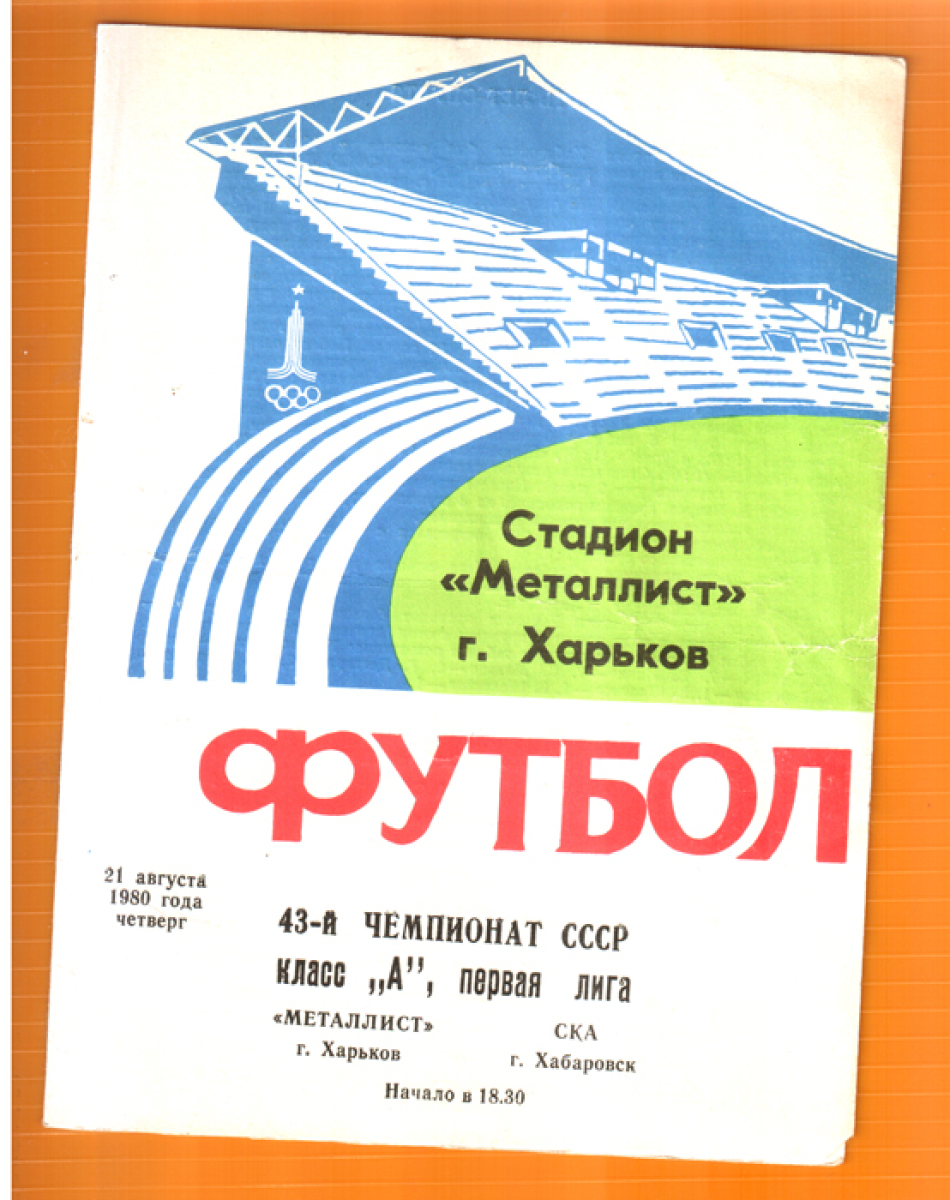 Стадион
«Металлист»
г. Харьков
ФУТБОЛ
21 августа
1980 года
четверг
43-й ЧЕМПИОНАТ СССР
класс „А”, первая лига
«МЕТАЛЛИСТ»
г. Харьков
СКА
г. Хабаровск
Начало в 18.30